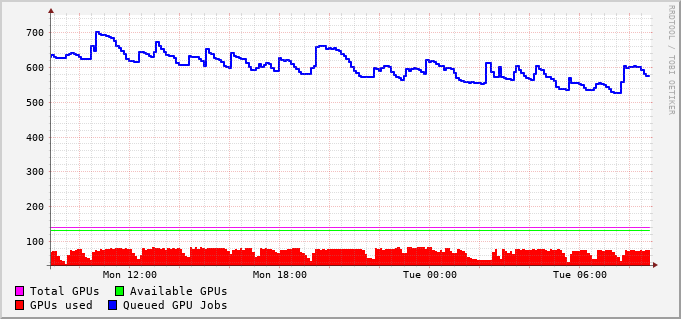 700
600
500
400
300
200
100
Mon 12:00 Mon 18:00 Tue 00:00 Tue 06:00
Total GPUs Available GPUs
GPUs used Queued GPU Jobs
RRDTOOL / TOBI OETIKER